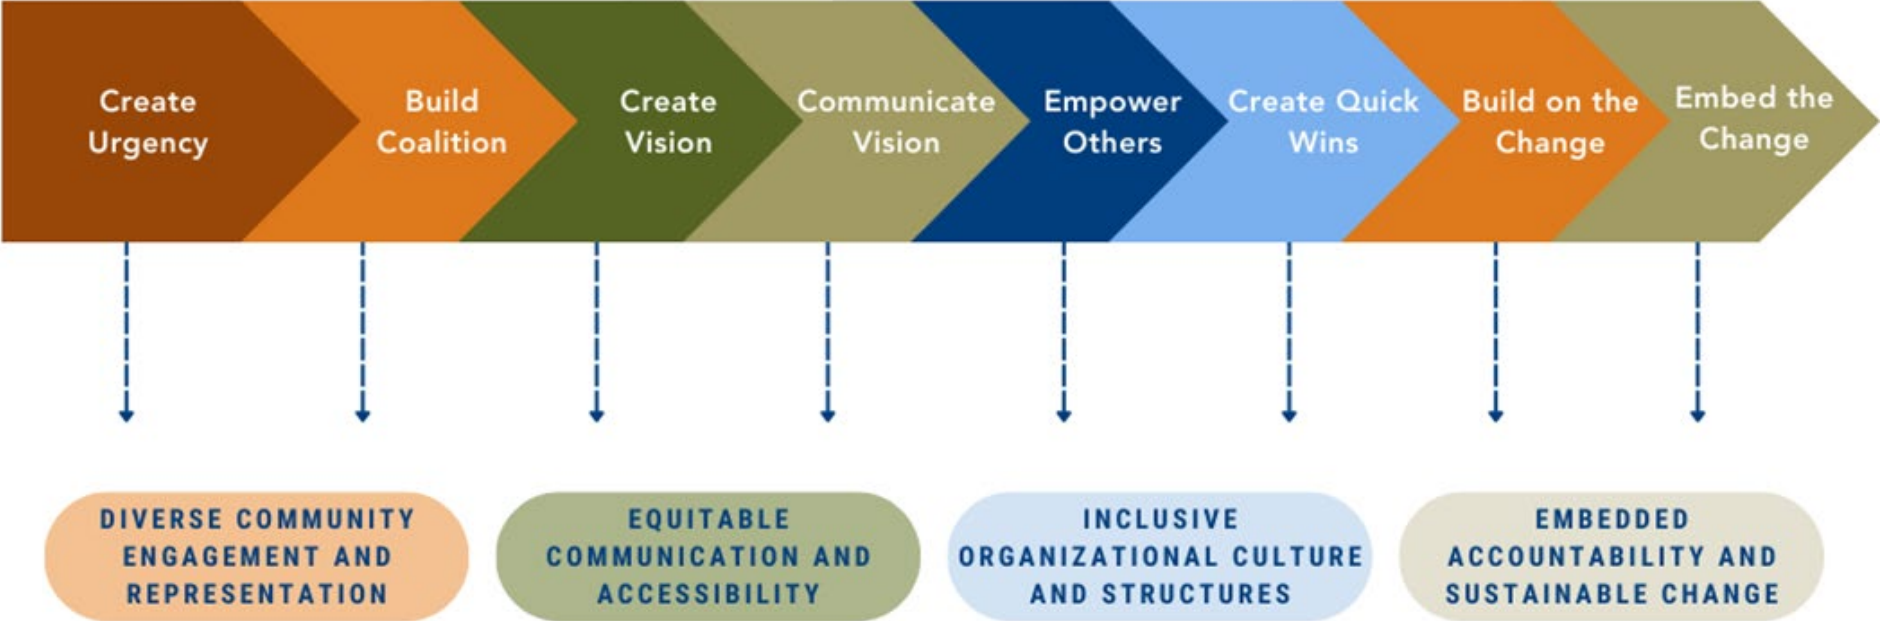 Create
Urgency
Build
Coalition
Create
Vision
Communicate
Vision
Empower
Others
Create Quick
Wins
Build on the
Change
Embed the
Change
DIVERSE COMMUNITY
ENGAGEMENT AND
REPRESENTATION
EQUITABLE
COMMUNICATION AND
ACCESSIBILITY
INCLUSIVE
ORGANIZATIONAL CULTURE
AND STRUCTURES
EMBEDDED
ACCOUNTABILITY AND
SUSTAINABLE CHANGE